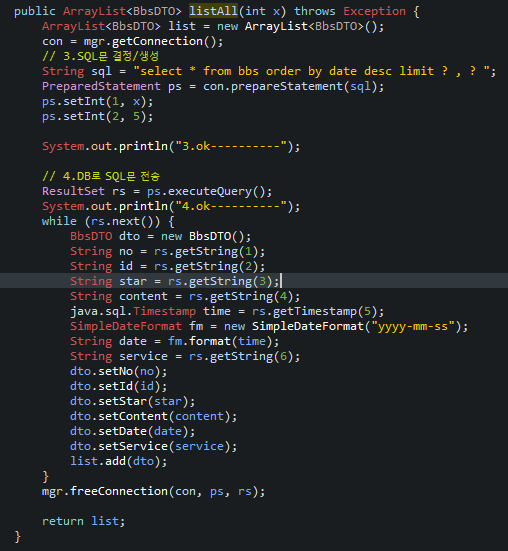 public ArrayList<BbsDTO> listAll(int x) throws Exception {
ArrayList<BbsDTO> list = new ArrayList<BbsDTO>();
con = mgr.getConnection();
// 3.SQL문 결정/생성
String sql = "select * from bbs order by date desc limit ? , ? ";
PreparedStatement ps = con.prepareStatement(sql);
ps.setInt(1, x);
ps.setInt(2, 5);
System.out.println("3.ok----------");
// 4.DB로 SQL문 전송
ResultSet rs = ps.executeQuery();
System.out.println("4.ok----------");
while (rs.next()) {
BbsDTO dto = new BbsDTO();
String no = rs.getString(1);
String id = rs.getString(2);
String star = rs.getString(3);
String content = rs.getString(4);
java.sql.Timestamp time = rs.getTimestamp(5);
SimpleDateFormat fm = new SimpleDateFormat("yyyy-mm-ss");
String date = fm.format(time);
String service = rs.getString(6);
dto.setNo(no);
dto.setId(id);
dto.setStar(star);
dto.setContent(content);
dto.setDate(date);
dto.setService(service);
list.add(dto);
}
mgr.freeConnection(con, ps, rs);
return list;
}